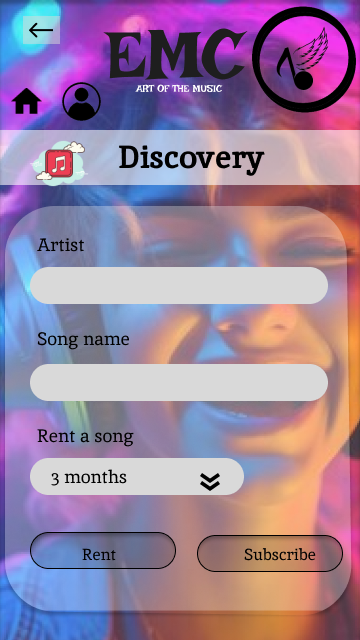 EMC
ART OF THE MUSIC
Discovery
Artist
Song name
Rent a song
3 months
Rent
Subscribe